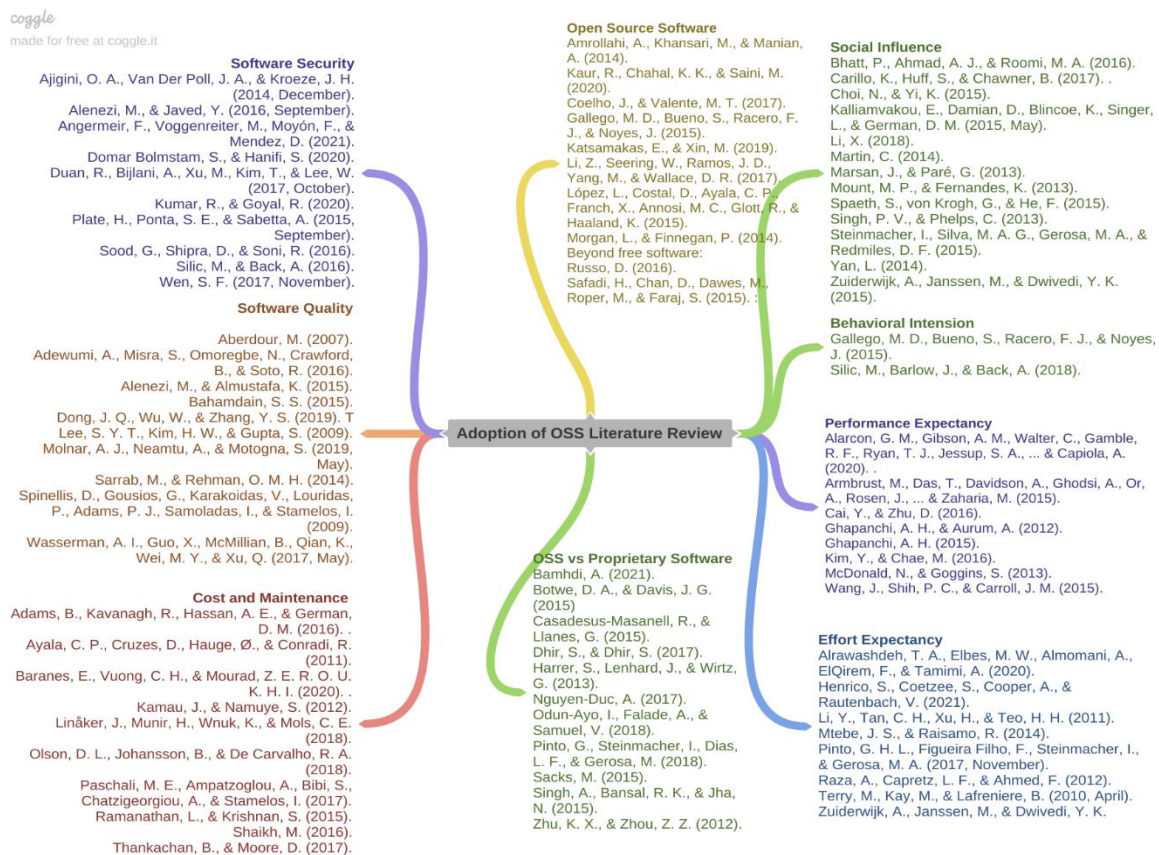 coggle
made for free at coggle.it
Software Security
Ajigini, O. A., Van Der Poll, J. A., & Kroeze, J. H.
(2014, December).
Alenezi, M., & Javed, Y. (2016, September).
Angermeir, F., Voggenreiter, M., Moyón, F., &
Mendez, D. (2021).
Domar Bolmstam, S., & Hanifi, S. (2020).
Duan, R., Bijlani, A., Xu, M., Kim, T., & Lee, W.
(2017, October).
Kumar, R., & Goyal, R. (2020).
Plate, H., Ponta, S. E., & Sabetta, A. (2015,
September).
Sood, G., Shipra, D., & Soni, R. (2016).
Silic, M., & Back, A. (2016).
Wen, S. F. (2017, November).
Software Quality
Aberdour, M. (2007).
Adewumi, A., Misra, S., Omoregbe, N., Crawford,
B., & Soto, R. (2016).
Alenezi, M., & Almustafa, K. (2015).
Bahamdain, S. S. (2015).
Dong, J. Q., Wu, W., & Zhang, Y. S. (2019). T
Lee, S. Y. T., Kim, H. W., & Gupta, S. (2009).
Molnar, A. J., Neamtu, A., & Motogna, S. (2019,
May).
Sarrab, M., & Rehman, O. M. H. (2014).
Spinellis, D., Gousios, G., Karakoidas, V., Louridas,
P., Adams, P. J., Samoladas, I., & Stamelos, I.
(2009).
Wasserman, A. I., Guo, X., McMillian, B., Qian, K.,
Wei, M. Y., & Xu, Q. (2017, May).
Cost and Maintenance
Adams, B., Kavanagh, R., Hassan, A. E., & German,
D. M. (2016). .
Ayala, C. P., Cruzes, D., Hauge, Ø., & Conradi, R.
(2011).
Baranes, E., Vuong, C. H., & Mourad, Z. E. R. O. U.
K. H. I. (2020). .
Kamau, J., & Namuye, S. (2012).
Linåker, J., Munir, H., Wnuk, K., & Mols, C. E.
(2018).
Olson, D. L., Johansson, B., & De Carvalho, R. A.
(2018).
Paschali, M. E., Ampatzoglou, A., Bibi, S.,
Chatzigeorgiou, A., & Stamelos, I. (2017).
Ramanathan, L., & Krishnan, S. (2015).
Shaikh, M. (2016).
Thankachan, B., & Moore, D. (2017).
Open Source Software
Amrollahi, A., Khansari, M., & Manian,
A. (2014).
Kaur, R., Chahal, K. K., & Saini, M.
(2020).
Coelho, J., & Valente, M. T. (2017).
Gallego, M. D., Bueno, S., Racero, F.
J., & Noyes, J. (2015).
Katsamakas, E., & Xin, M. (2019).
Li, Z., Seering, W., Ramos, J. D.,
Yang, M., & Wallace, D. R. (2017).
López, L., Costal, D., Ayala, C. P.,
Franch, X., Annosi, M. C., Glott, R., &
Haaland, K. (2015).
Morgan, L., & Finnegan, P. (2014).
Beyond free software:
Russo, D. (2016).
Safadi, H., Chan, D., Dawes, M.,
Roper, M., & Faraj, S. (2015). :
Adoption of OSS Literature Review
OSS vs Proprietary Software
Bamhdi, A. (2021).
Botwe, D. A., & Davis, J. G.
(2015)
Casadesus-Masanell, R., &
Llanes, G. (2015).
Dhir, S., & Dhir, S. (2017).
Harrer, S., Lenhard, J., & Wirtz,
G. (2013).
Nguyen-Duc, A. (2017).
Odun-Ayo, I., Falade, A., &
Samuel, V. (2018).
Pinto, G., Steinmacher, I., Dias,
L. F., & Gerosa, M. (2018).
Sacks, M. (2015).
Singh, A., Bansal, R. K., & Jha,
N. (2015).
Zhu, K. X., & Zhou, Z. Z. (2012).
Social Influence
Bhatt, P., Ahmad, A. J., & Roomi, M. A. (2016).
Carillo, K., Huff, S., & Chawner, B. (2017). .
Choi, N., & Yi, K. (2015).
Kalliamvakou, E., Damian, D., Blincoe, K., Singer,
L., & German, D. M. (2015, May).
Li, X. (2018).
Martin, C. (2014).
Marsan, J., & Paré, G. (2013).
Mount, M. P., & Fernandes, K. (2013).
Spaeth, S., von Krogh, G., & He, F. (2015).
Singh, P. V., & Phelps, C. (2013).
Steinmacher, I., Silva, M. A. G., Gerosa, M. A., &
Redmiles, D. F. (2015).
Yan, L. (2014).
Zuiderwijk, A., Janssen, M., & Dwivedi, Y. K.
(2015).
Behavioral Intension
Gallego, M. D., Bueno, S., Racero, F. J., & Noyes,
J. (2015).
Silic, M., Barlow, J., & Back, A. (2018).
Performance Expectancy
Alarcon, G. M., Gibson, A. M., Walter, C., Gamble,
R. F., Ryan, T. J., Jessup, S. A., ... & Capiola, A.
(2020). .
Armbrust, M., Das, T., Davidson, A., Ghodsi, A., Or,
A., Rosen, J., ... & Zaharia, M. (2015).
Cai, Y., & Zhu, D. (2016).
Ghapanchi, A. H., & Aurum, A. (2012).
Ghapanchi, A. H. (2015).
Kim, Y., & Chae, M. (2016).
McDonald, N., & Goggins, S. (2013).
Wang, J., Shih, P. C., & Carroll, J. M. (2015).
Effort Expectancy
Alrawashdeh, T. A., Elbes, M. W., Almomani, A.,
ElQirem, F., & Tamimi, A. (2020).
Henrico, S., Coetzee, S., Cooper, A., &
Rautenbach, V. (2021).
Li, Y., Tan, C. H., Xu, H., & Teo, H. H. (2011).
Mtebe, J. S., & Raisamo, R. (2014).
Pinto, G. H. L., Figueira Filho, F., Steinmacher, I.,
& Gerosa, M. A. (2017, November).
Raza, A., Capretz, L. F., & Ahmed, F. (2012).
Terry, M., Kay, M., & Lafreniere, B. (2010, April).
Zuiderwijk, A., Janssen, M., & Dwivedi, Y. K.